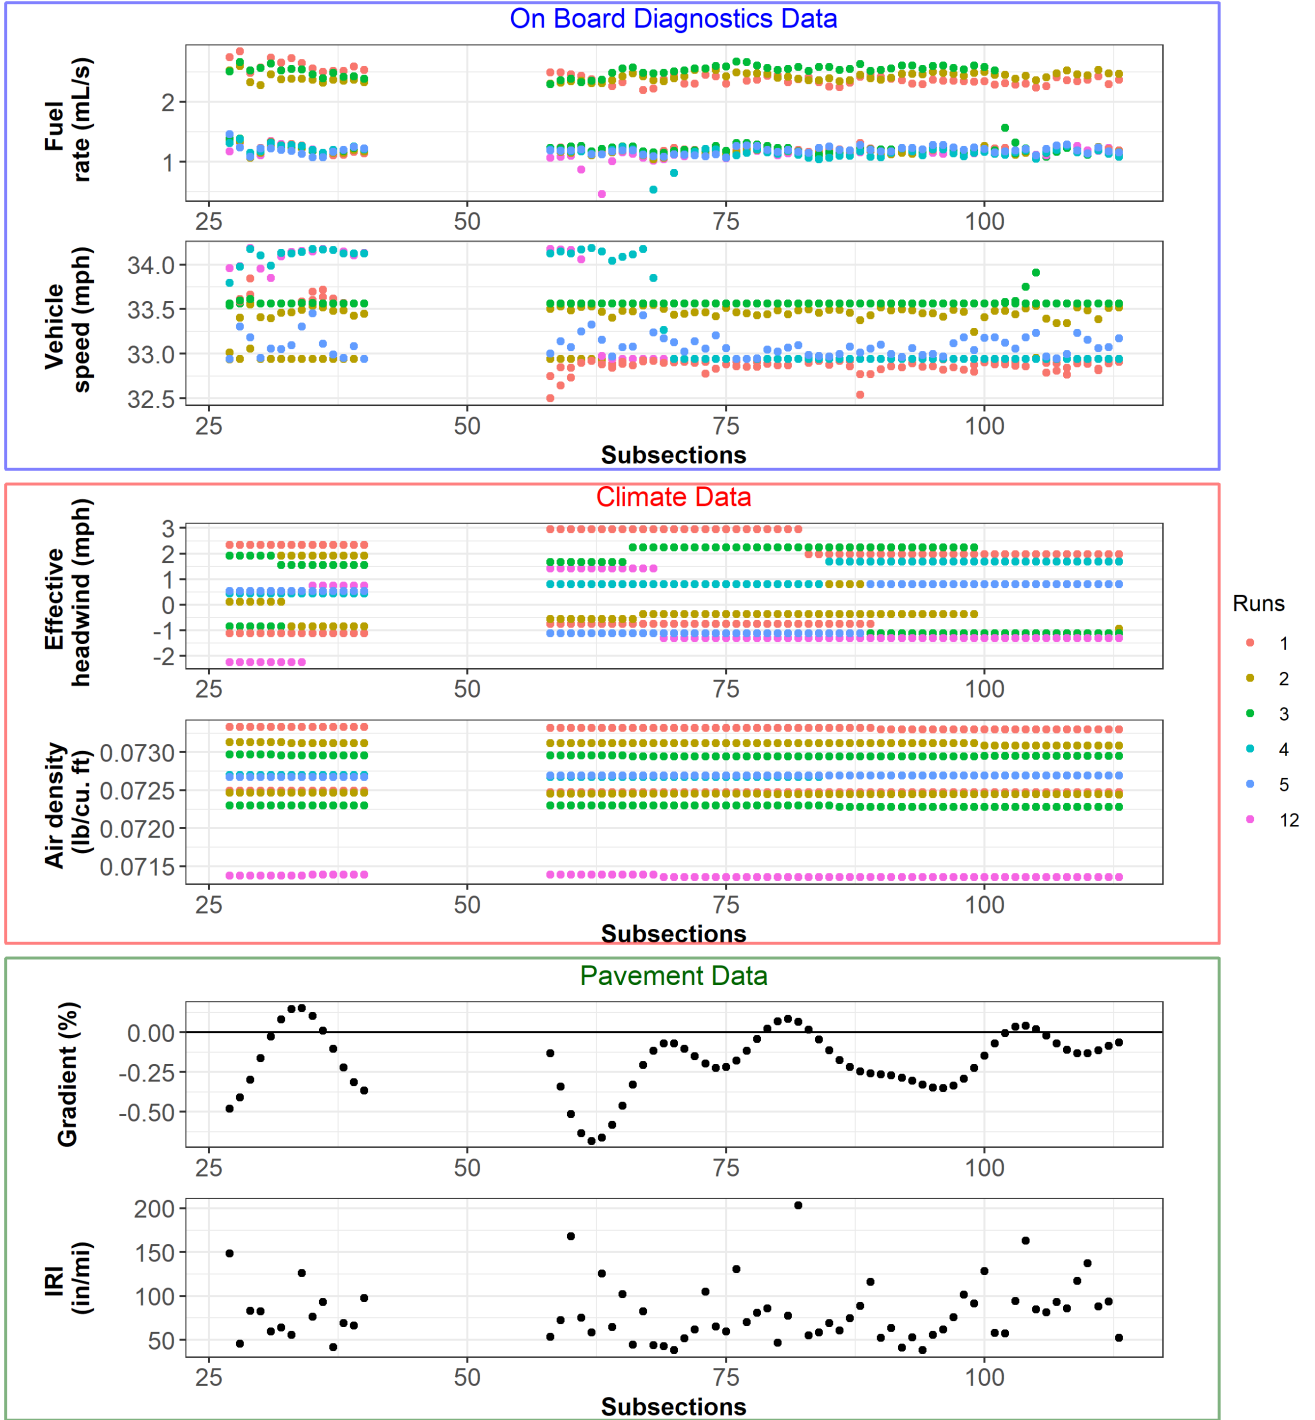 On Board Diagnostics Data
Fuel
rate (mL/s)
2
1
25 50 75 100
Vehicle
speed (mph)
34.0
33.5
33.0
32.5
25 50 75 100
Subsections
Climate Data
Effective
headwind (mph)
3
2
1
0
-1
-2
25 50 75 100
Air density
(lb/cu. ft)
0.0730
0.0725
0.0720
0.0715
25 50 75 100
Subsections
Runs
1
2
3
4
5
12
Pavement Data
Gradient (%)
0.00
-0.25
-0.50
25 50 75 100
IRI
(in/mi)
200
150
100
50
25 50 75 100
Subsections